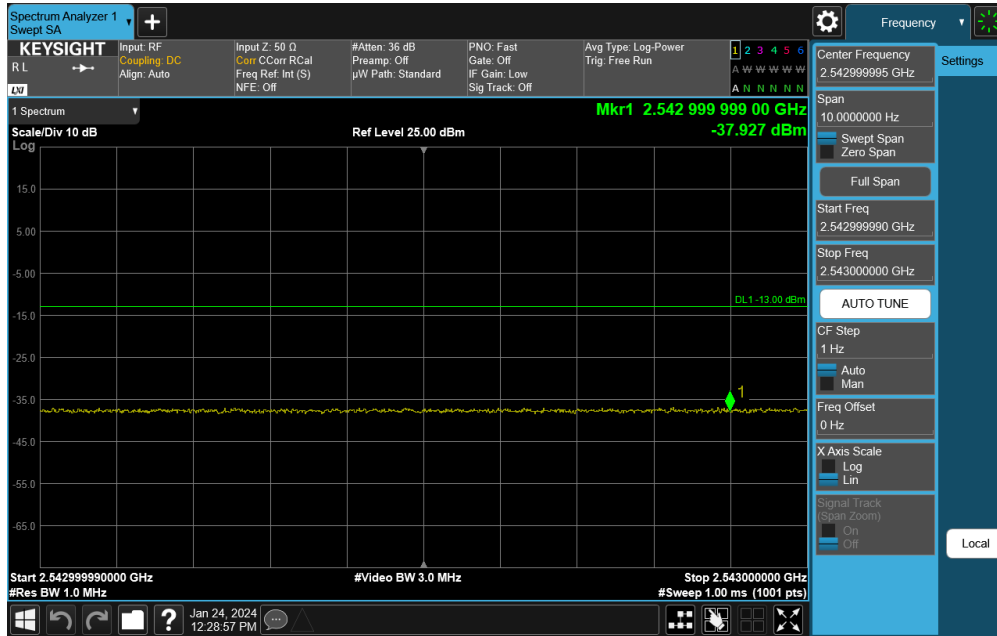 Spectrum Analyzer 1
Swept SA
+
Frequency
KEYSIGHT
R L
LXI
Input: RF
Coupling: DC
Align: Auto
Input Z: 50 Ω
Corr CCorr RCal
Freq Ref: Int (S)
NFE: Off
#Atten: 36 dB
Preamp: Off
µW Path: Standard
PNO: Fast
Gate: Off
IF Gain: Low
Sig Track: Off
Avg Type: Log-Power
Trig: Free Run
1 2 3 4 5 6
A W W W W W
A N N N N N
1 Spectrum
Mkr1 2.542 999 999 00 GHz
-37.927 dBm
Scale/Div 10 dB
Ref Level 25.00 dBm
Log
15.0
5.00
-5.00
DL1 -13.00 dBm
-15.0
-25.0
-35.0
1
-45.0
-55.0
-65.0
Start 2.542999990000 GHz
#Video BW 3.0 MHz
Stop 2.543000000 GHz
#Res BW 1.0 MHz
#Sweep 1.00 ms (1001 pts)
Center Frequency
2.542999995 GHz
Settings
Span
10.0000000 Hz
Swept Span
Zero Span
Full Span
Start Freq
2.542999990 GHz
Stop Freq
2.543000000 GHz
AUTO TUNE
CF Step
1 Hz
Auto
Man
Freq Offset
0 Hz
X Axis Scale
Log
Lin
Signal Track
(Span Zoom)
On
Off
Local
?
Jan 24, 2024
12:28:57 PM